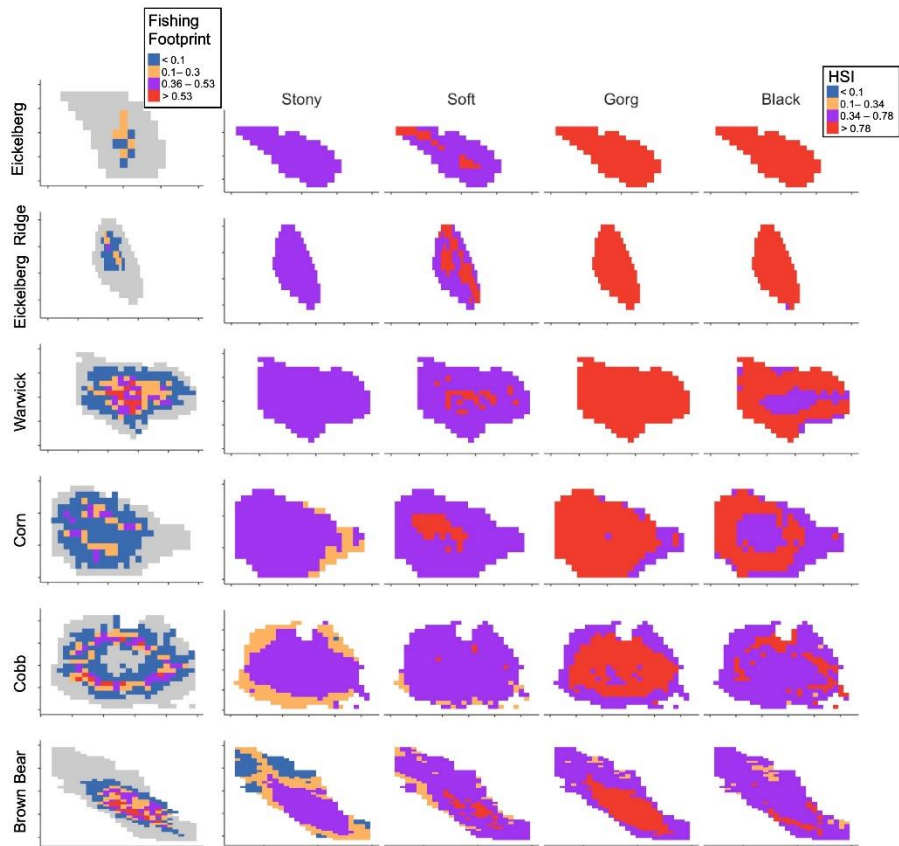 Fishing
Footprint
< 0.1
0.1– 0.3
0.36 – 0.53
> 0.53
HSI
< 0.1
0.1– 0.34
0.34 – 0.78
> 0.78
Stony
Soft
Gorg
Black
Eickelberg
Eickelberg Ridge
Warwick
Corn
Cobb
Brown Bear